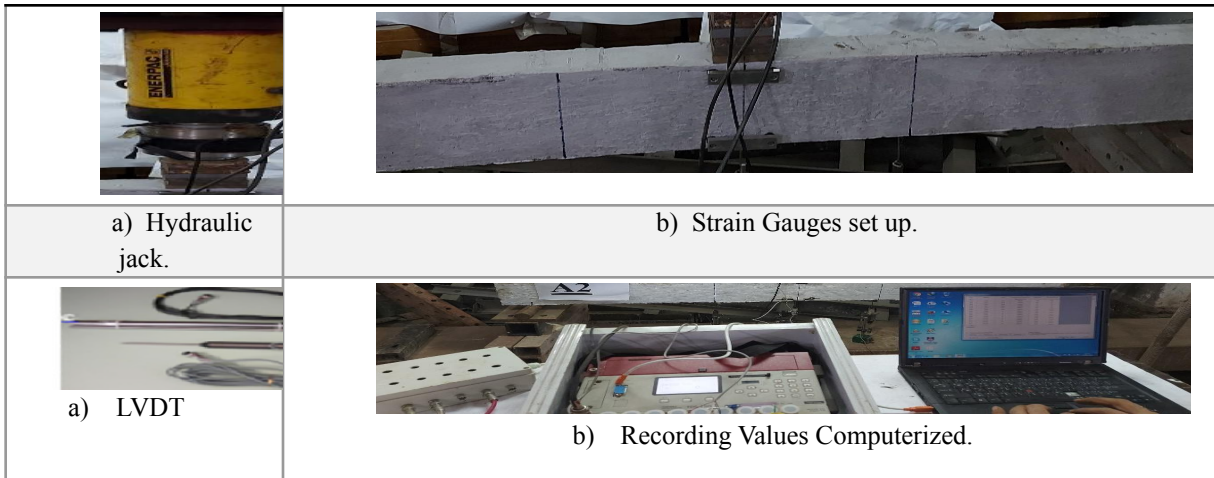 ENERPAC
a) Hydraulic
jack.
b) Strain Gauges set up.
a) LVDT
A2
b) Recording Values Computerized.